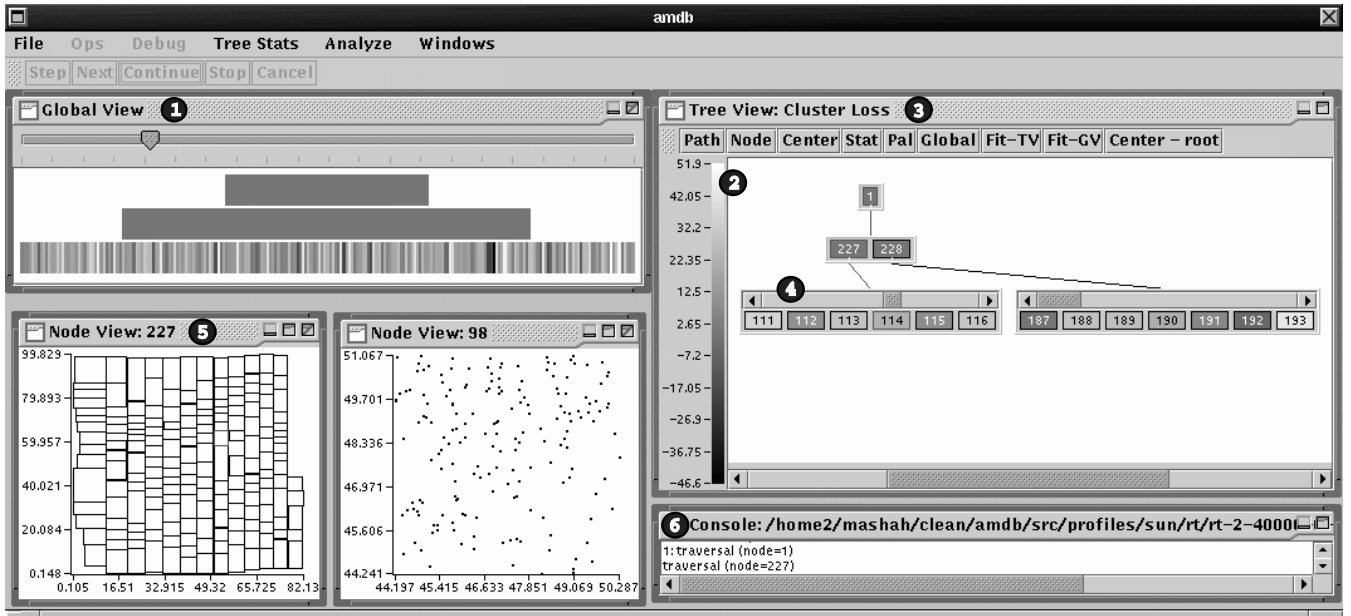 amdb
File Ops Debug Tree Stats Analyze Windows
Step Next Continue Stop Cancel
Global View 1
Tree View: Cluster Loss 3
Path Node Center Stat Pal Global Fit-TV Fit-GV Center - root
2
51.9
42.05
32.2
22.35
12.5
2.65
-7.2
-17.05
-26.9
-36.75
-46.6
1
227 228
4
111 112 113 114 115 116
187 188 189 190 191 192 193
Node View: 227 5
99.829
79.893
59.957
40.021
20.084
0.148
0.105 16.51 32.915 49.32 65.725 82.13
Node View: 98
51.067
49.701
48.336
46.971
45.606
44.241
44.197 45.415 46.633 47.851 49.069 50.287
6 Console: /home2/mashah/clean/amdb/src/profiles/sun/rt/rt-2-4000
1: traversal (node=1)
traversal (node=227)